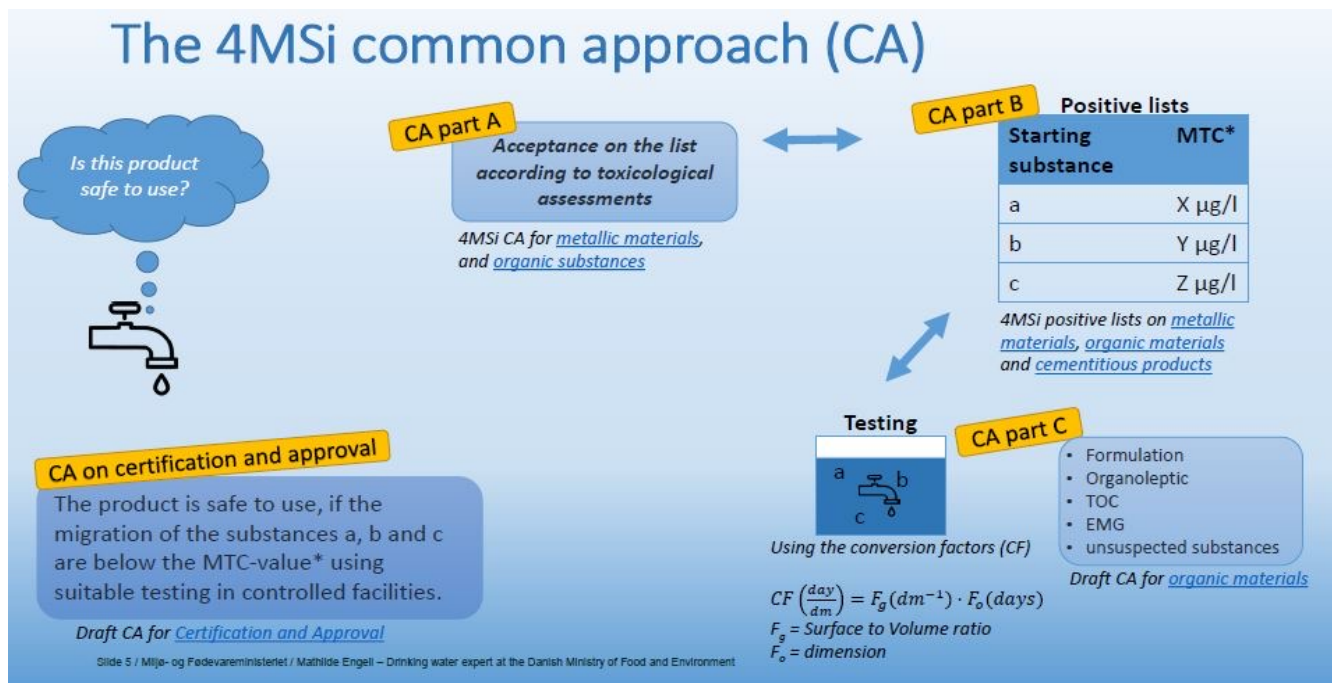 The 4MSi common approach (CA)
Is this product
safe to use?
CA part A
Acceptance on the list
according to toxicological
assessments
4MSi CA for metallic materials,
and organic substances
CA part B
Positive lists
Starting substance MTC*
a X µg/l
b Y µg/l
c Z µg/l
4MSi positive lists on metallic
materials, organic materials
and cementitious products
CA on certification and approval
The product is safe to use, if the
migration of the substances a, b and c
are below the MTC-value* using
suitable testing in controlled facilities.
Draft CA for Certification and Approval
Testing
a
b
c
Using the conversion factors (CF)
CF (day/dm) = F_g(dm⁻¹) · F_o(days)
F_g = Surface to Volume ratio
F_o = dimension
CA part C
• Formulation
• Organoleptic
• TOC
• EMG
• unsuspected substances
Draft CA for organic materials
Slide 5 / Miljø- og Fødevareministeriet / Mathilde Engell – Drinking water expert at the Danish Ministry of Food and Environment